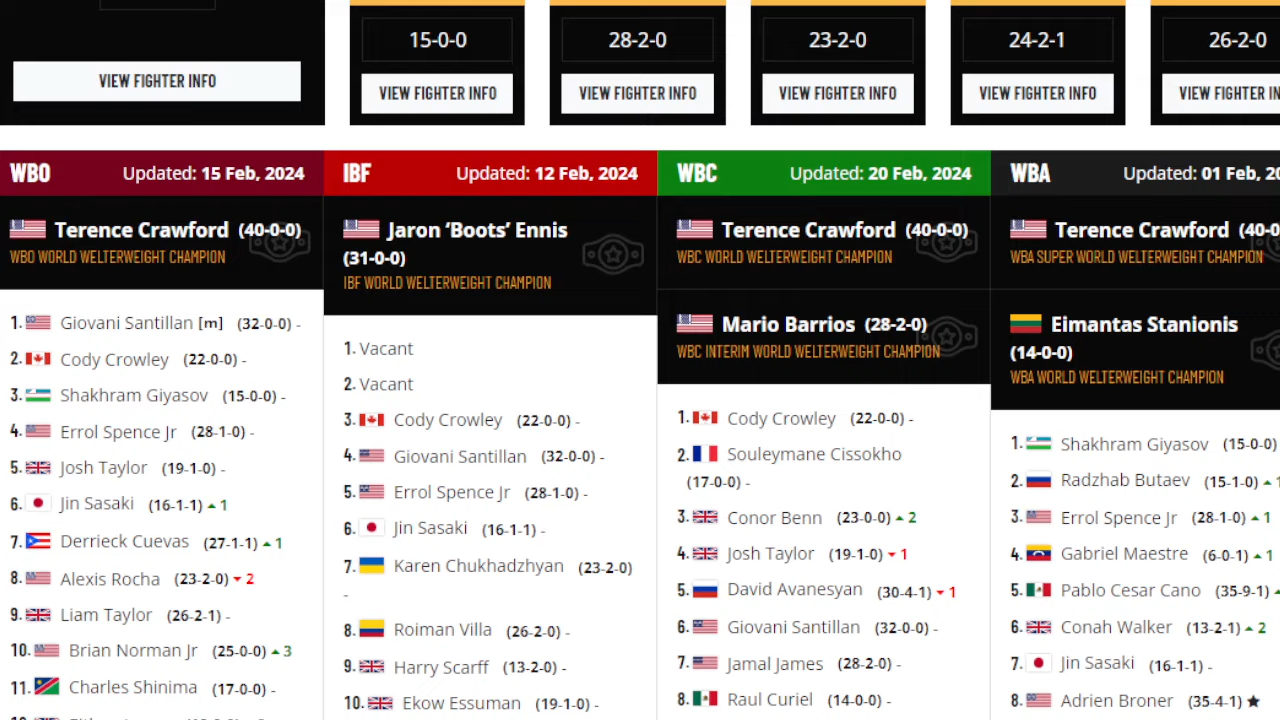 15-0-0
28-2-0
23-2-0
24-2-1
26-2-0
VIEW FIGHTER INFO
VIEW FIGHTER INFO
VIEW FIGHTER INFO
VIEW FIGHTER INFO
VIEW FIGHTER INFO
VIEW FIGHTER
WBO Updated: 15 Feb, 2024
Terence Crawford (40-0-0)
WBO WORLD WELTERWEIGHT CHAMPION
1. Giovani Santillan [m] (32-0-0) -
2. Cody Crowley (22-0-0) -
3. Shakhram Giyasov (15-0-0) -
4. Errol Spence Jr (28-1-0) -
5. Josh Taylor (19-1-0) -
6. Jin Sasaki (16-1-1) ▲ 1
7. Derrieck Cuevas (27-1-1) ▲ 1
8. Alexis Rocha (23-2-0) ▼ 2
9. Liam Taylor (26-2-1) -
10. Brian Norman Jr (25-0-0) ▲ 3
11. Charles Shinima (17-0-0) -
IBF Updated: 12 Feb, 2024
Jaron ‘Boots’ Ennis
(31-0-0)
IBF WORLD WELTERWEIGHT CHAMPION
1. Vacant
2. Vacant
3. Cody Crowley (22-0-0) -
4. Giovani Santillan (32-0-0) -
5. Errol Spence Jr (28-1-0) -
6. Jin Sasaki (16-1-1) -
7. Karen Chukhadzhyan (23-2-0)
-
8. Roiman Villa (26-2-0) -
9. Harry Scarff (13-2-0) -
10. Ekow Essuman (19-1-0) -
WBC Updated: 20 Feb, 2024
Terence Crawford (40-0-0)
WBC WORLD WELTERWEIGHT CHAMPION
Mario Barrios (28-2-0)
WBC INTERIM WORLD WELTERWEIGHT CHAMPION
1. Cody Crowley (22-0-0) -
2. Souleymane Cissokho
(17-0-0) -
3. Conor Benn (23-0-0) ▲ 2
4. Josh Taylor (19-1-0) ▼ 1
5. David Avanesyan (30-4-1) ▼ 1
6. Giovani Santillan (32-0-0) -
7. Jamal James (28-2-0) -
8. Raul Curiel (14-0-0) -
WBA Updated: 01 Feb,
Terence Crawford (40-0
WBA SUPER WORLD WELTERWEIGHT CHAMPION
Eimantas Stanionis
(14-0-0)
WBA WORLD WELTERWEIGHT CHAMPION
1. Shakhram Giyasov (15-0-0)
2. Radzhab Butaev (15-1-0) ▲ 1
3. Errol Spence Jr (28-1-0) ▲ 1
4. Gabriel Maestre (6-0-1) ▲ 1
5. Pablo Cesar Cano (35-9-1) ▲
6. Conah Walker (13-2-1) ▲ 2
7. Jin Sasaki (16-1-1) -
8. Adrien Broner (35-4-1) ★